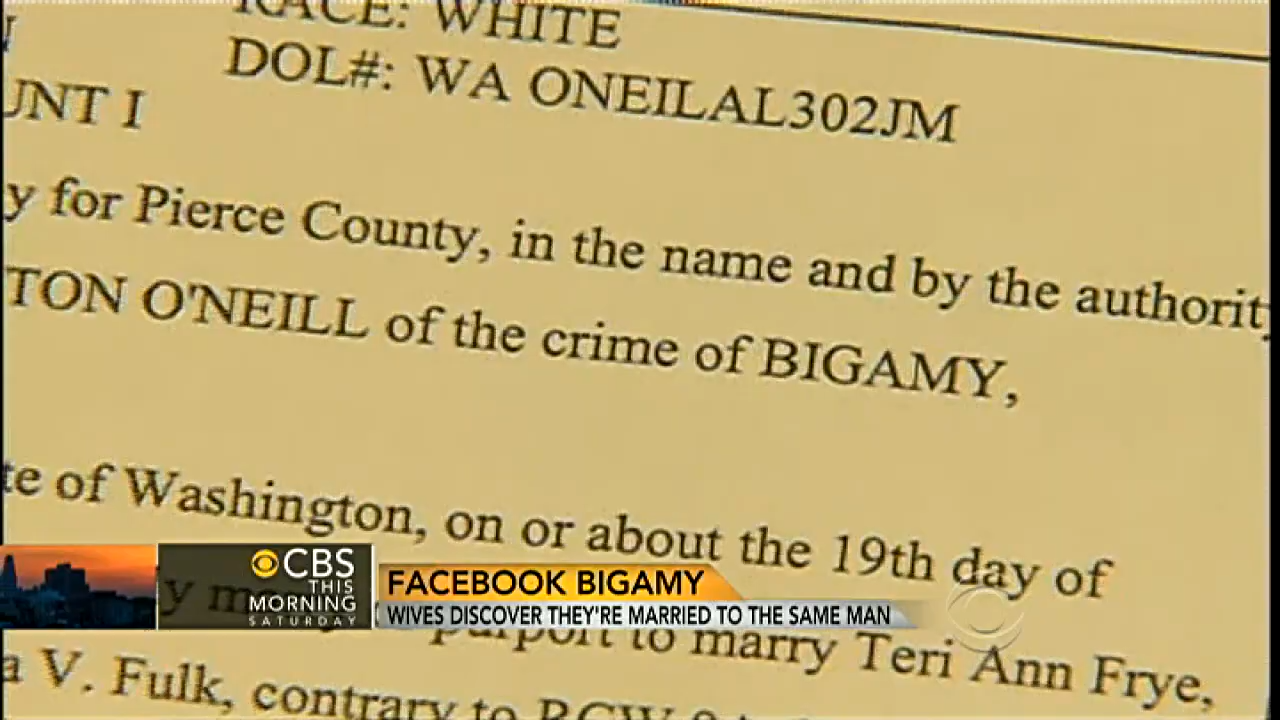 RACE: WHITE
DOL#: WA ONEILAL302JM
UNT I
y for Pierce County, in the name and by the authority
TON O'NEILL of the crime of BIGAMY,
te of Washington, on or about the 19th day of
purport to marry Teri Ann Frye,
a V. Fulk, contrary to RCW
CBS
THIS
MORNING
SATURDAY
FACEBOOK BIGAMY
WIVES DISCOVER THEY'RE MARRIED TO THE SAME MAN